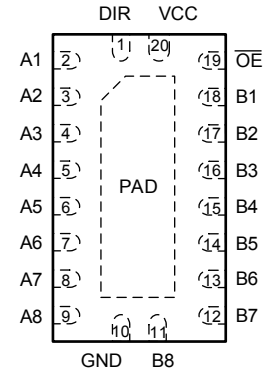 DIR VCC
1 20
A1 2 19 O̅E̅
A2 3 18 B1
A3 4 17 B2
A4 5 16 B3
PAD
A5 6 15 B4
A6 7 14 B5
A7 8 13 B6
A8 9 12 B7
10 11
GND B8